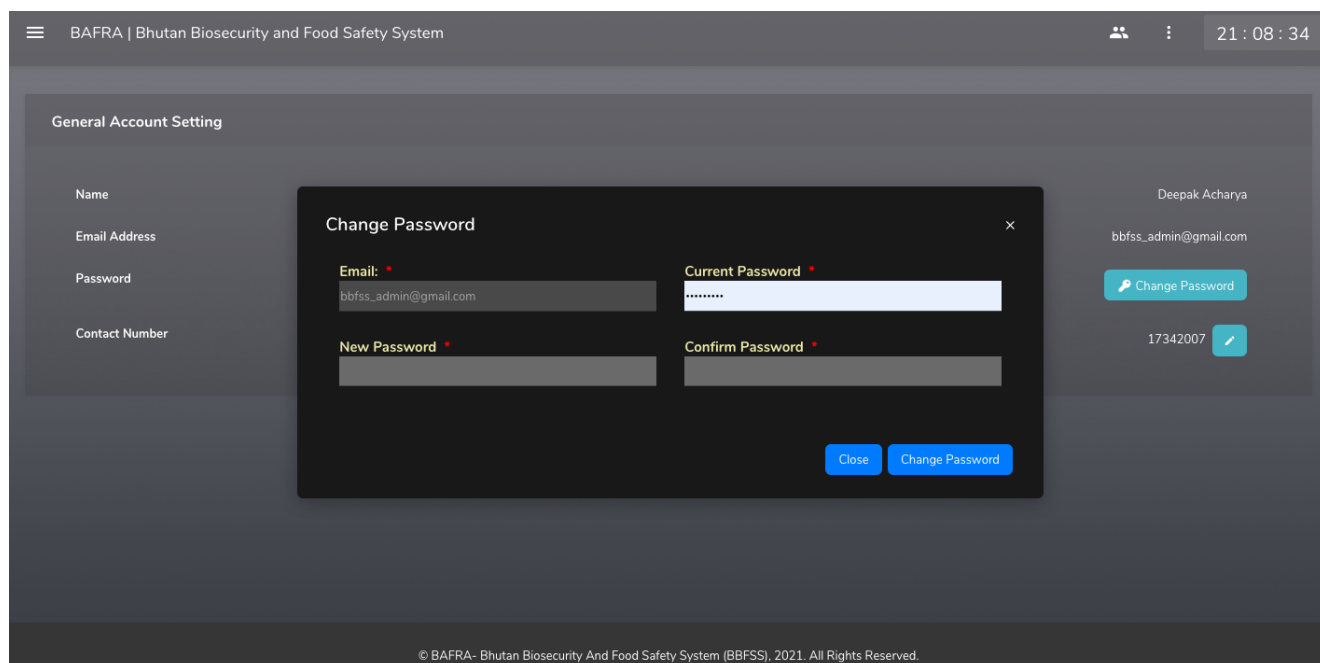 BAFRA | Bhutan Biosecurity and Food Safety System
21 : 08 : 34
General Account Setting
Name
Deepak Acharya
Email Address
bbfss_admin@gmail.com
Password
Change Password
Contact Number
17342007
Change Password
×
Email: *
Current Password *
bbfss_admin@gmail.com
•••••••••
New Password *
Confirm Password *
Close
Change Password
© BAFRA- Bhutan Biosecurity And Food Safety System (BBFSS), 2021. All Rights Reserved.